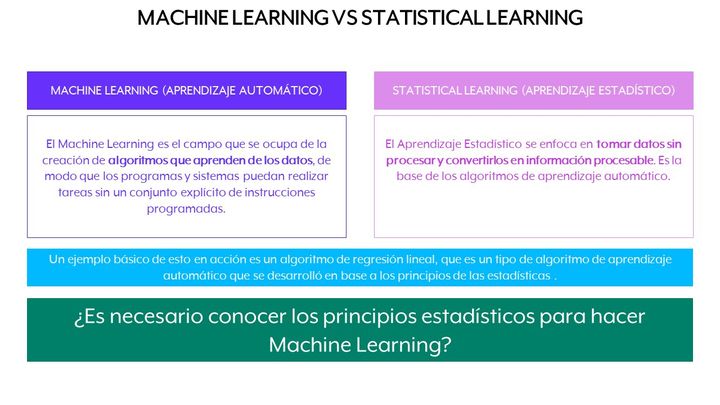 MACHINE LEARNING VS STATISTICAL LEARNING
MACHINE LEARNING (APRENDIZAJE AUTOMÁTICO)
El Machine Learning es el campo que se ocupa de la
creación de algoritmos que aprenden de los datos, de
modo que los programas y sistemas puedan realizar
tareas sin un conjunto explícito de instrucciones
programadas.
STATISTICAL LEARNING (APRENDIZAJE ESTADÍSTICO)
El Aprendizaje Estadístico se enfoca en tomar datos sin
procesar y convertirlos en información procesable. Es la
base de los algoritmos de aprendizaje automático.
Un ejemplo básico de esto en acción es un algoritmo de regresión lineal, que es un tipo de algoritmo de aprendizaje
automático que se desarrolló en base a los principios de las estadísticas .
¿Es necesario conocer los principios estadísticos para hacer
Machine Learning?